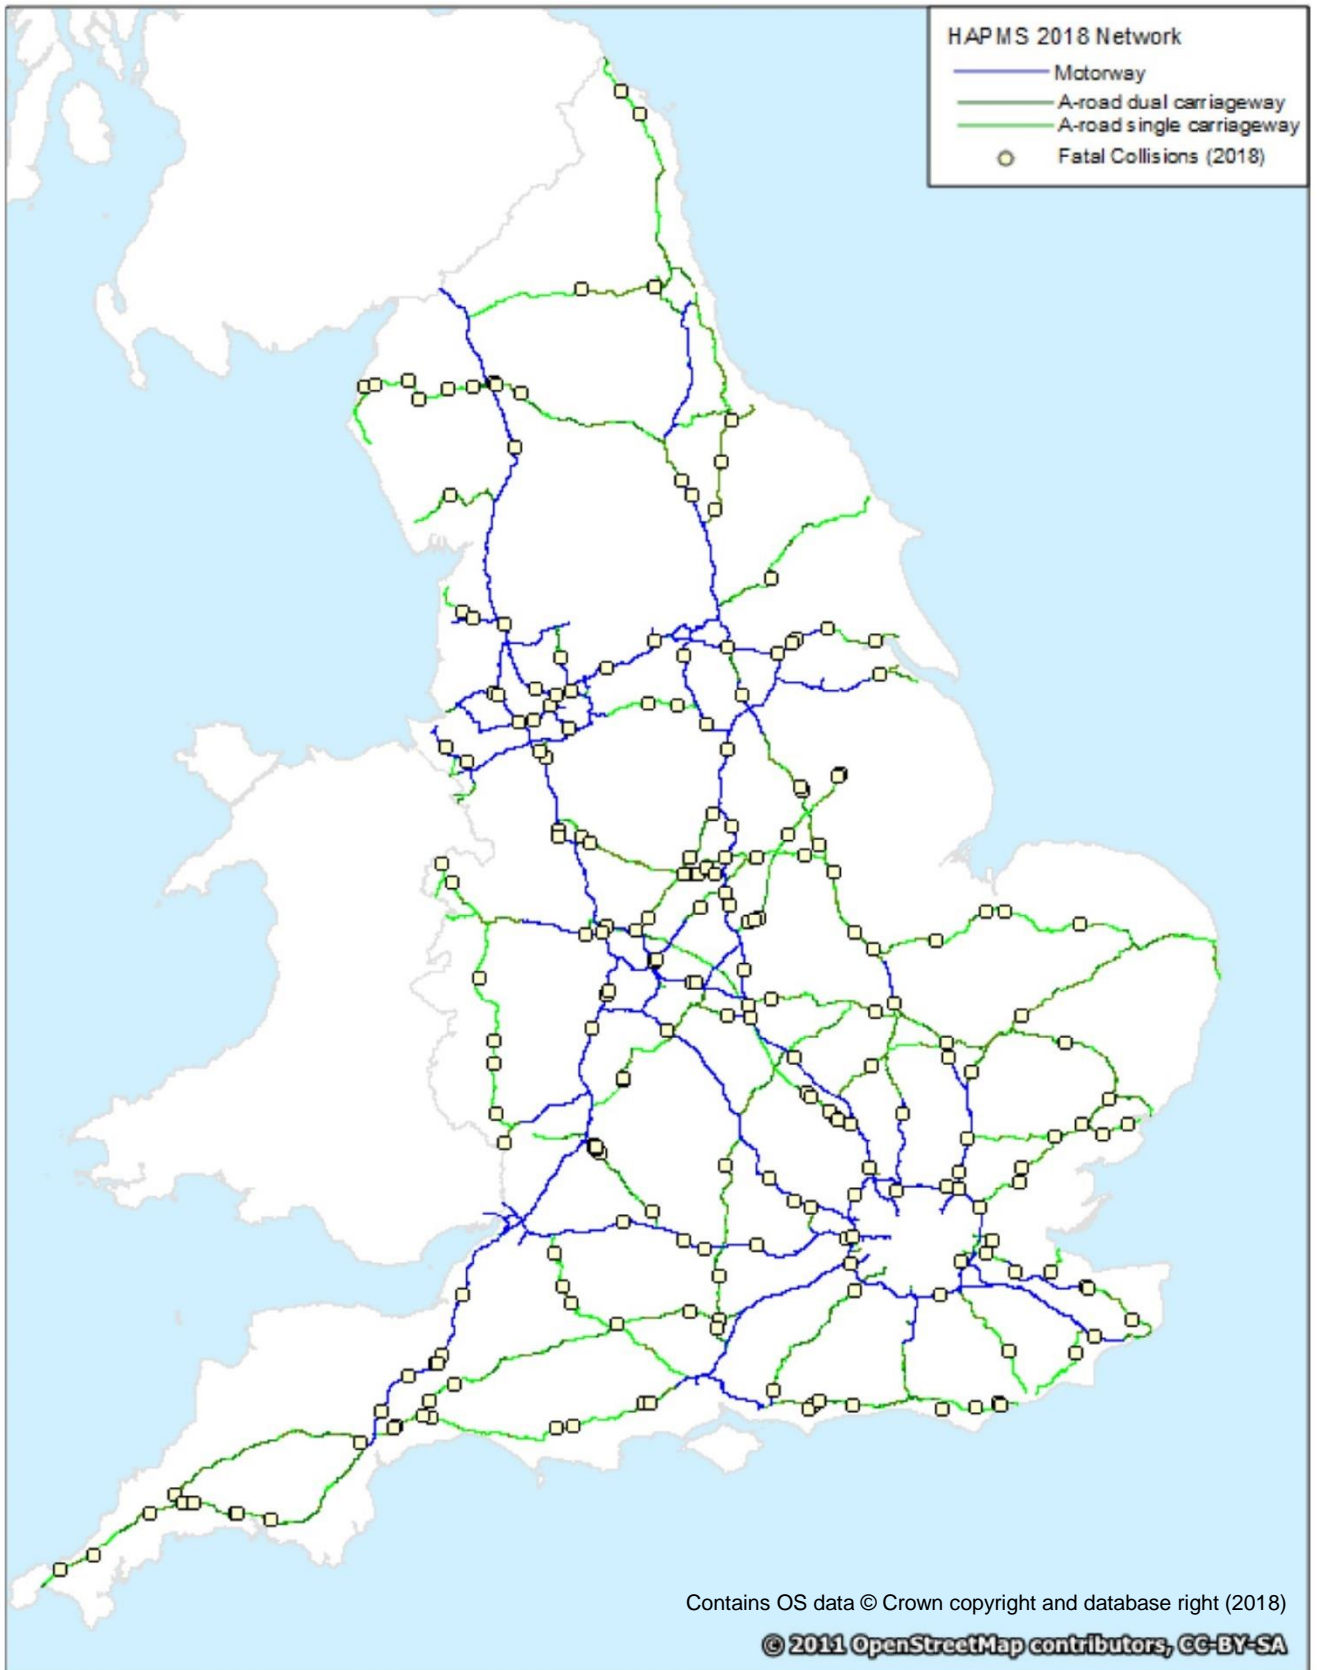 HAPMS 2018 Network
Motorway
A-road dual carriageway
A-road single carriageway
Fatal Collisions (2018)
Contains OS data © Crown copyright and database right (2018)
© 2011 OpenStreetMap contributors, CC-BY-SA